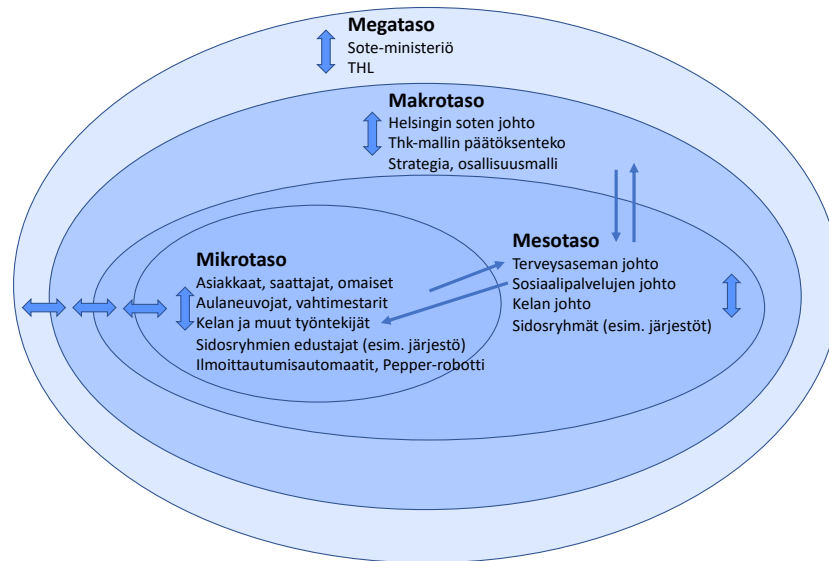 Megataso
Sote-ministeriö
THL
Makrotaso
Helsingin soten johto
Thk-mallin päätöksenteko
Strategia, osallisuusmalli
Mikrotaso
Asiakkaat, saattajat, omaiset
Aulaneuvojat, vahtimestarit
Kelan ja muut työntekijät
Sidosryhmien edustajat (esim. järjestö)
Ilmoittautumisautomaatit, Pepper-robotti
Mesotaso
Terveysaseman johto
Sosiaalipalvelujen johto
Kelan johto
Sidosryhmät (esim. järjestöt)